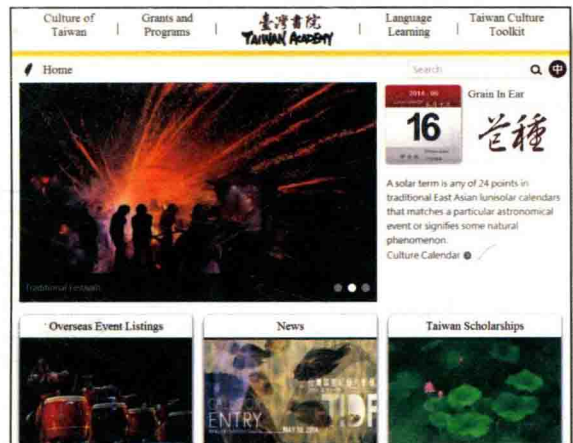 Culture of
Taiwan
Grants and
Programs
臺灣書院
TAIWAN ACADEMY
Language
Learning
Taiwan Culture
Toolkit
Home
Search
中
2014 . 06
16
Grain In Ear
芒種
A solar term is any of 24 points in
traditional East Asian lunisolar calendars
that matches a particular astronomical
event or signifies some natural
phenomenon.
Culture Calendar
Traditional Festivals
Overseas Event Listings
News
Taiwan Scholarships
ENTRY
TIDF